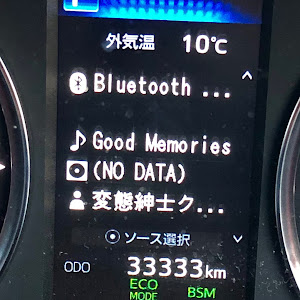 外気温 10℃
Bluetooth ...
Good Memories
(NO DATA)
変態紳士ク...
ソース選択
ODO 33333km
ECO MODE BSM